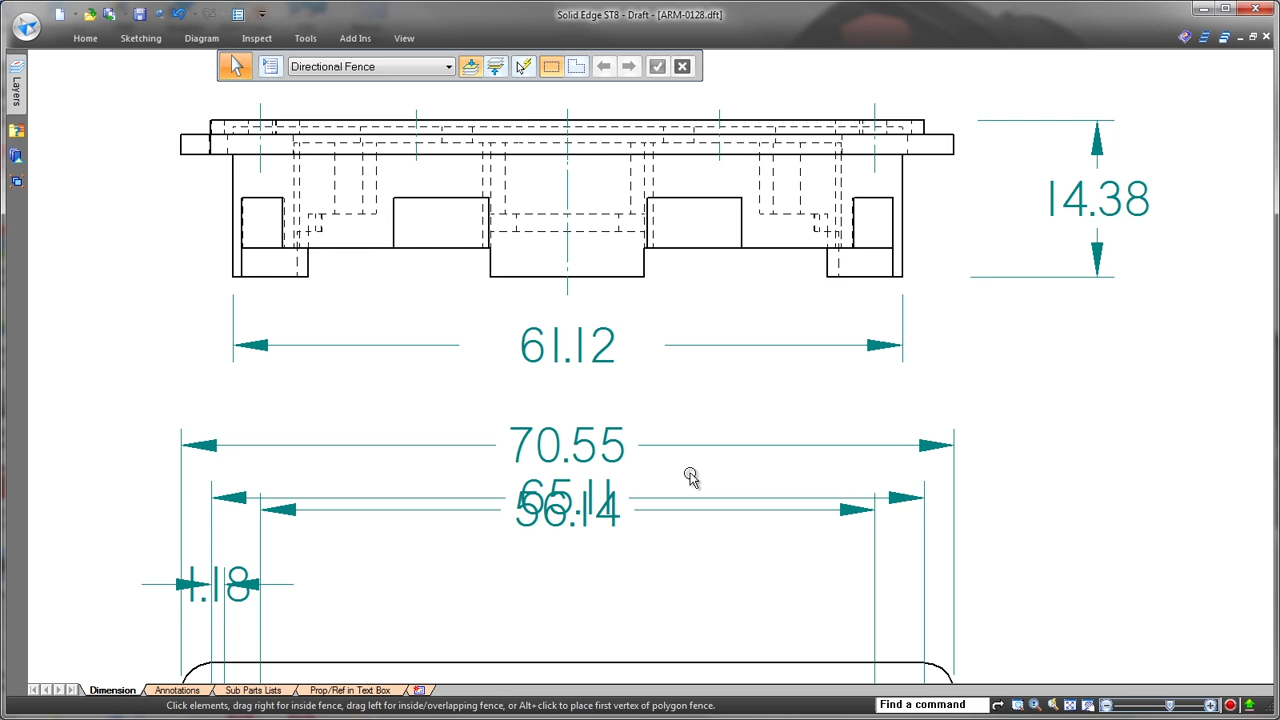 Solid Edge ST8 - Draft - [ARM-0128.dft]
Home Sketching Diagram Inspect Tools Add Ins View
Directional Fence
Layers
14.38
61.12
70.55
65.11
56.14
1.18
Dimension Annotations Sub Parts Lists Prop/Ref in Text Box
Click elements, drag right for inside fence, drag left for inside/overlapping fence, or Alt+click to place first vertex of polygon fence.
Find a command